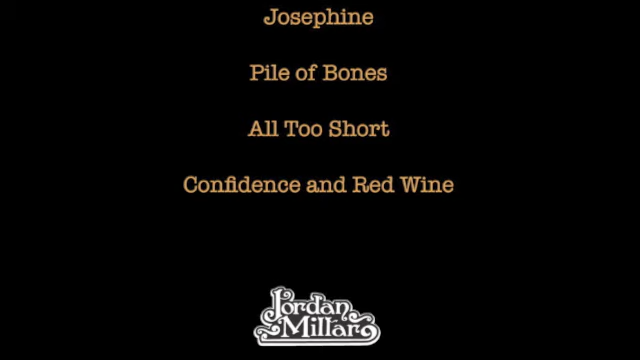 Josephine
Pile of Bones
All Too Short
Confidence and Red Wine
Jordan
Millar